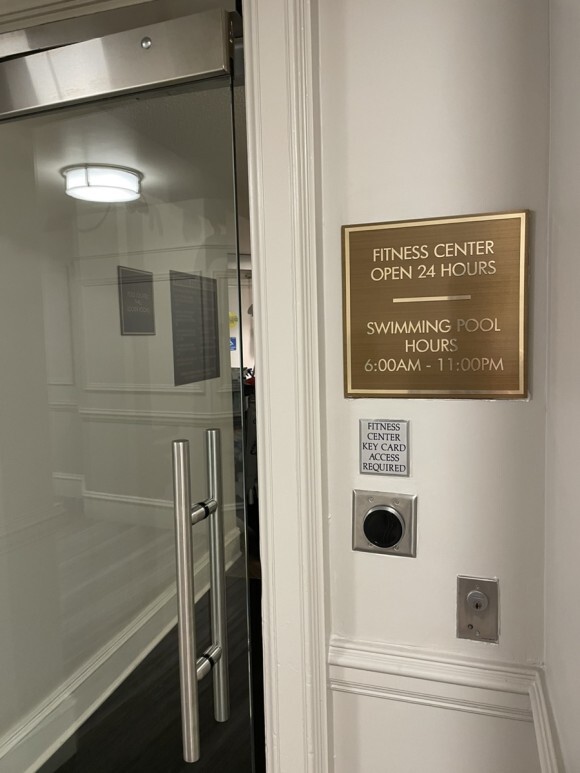 FITNESS CENTER
OPEN 24 HOURS
SWIMMING POOL
HOURS
6:00AM - 11:00PM
FITNESS
CENTER
KEY CARD
ACCESS
REQUIRED